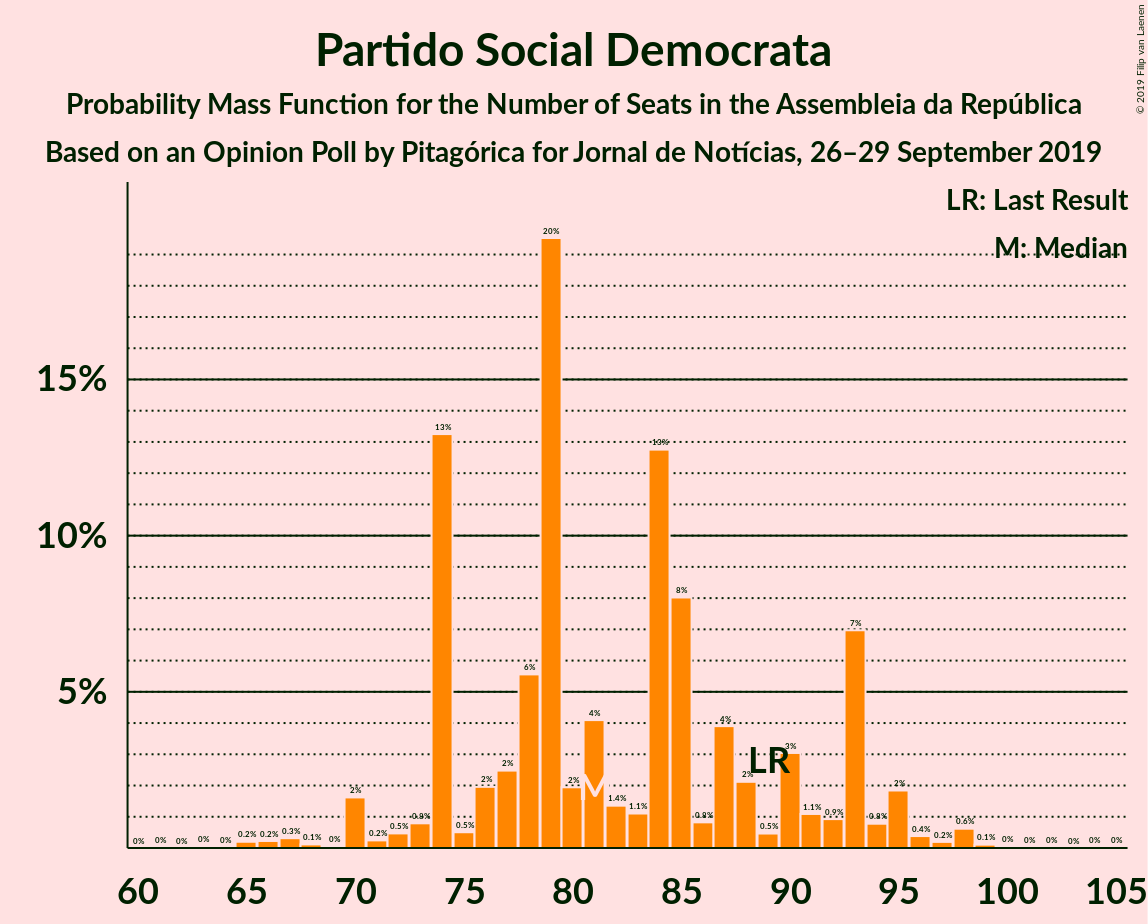 Partido Social Democrata
Probability Mass Function for the Number of Seats in the Assembleia da República
Based on an Opinion Poll by Pitagórica for Jornal de Notícias, 26–29 September 2019
© 2019 Filip van Laenen
LR: Last Result
M: Median
15%
10%
5%
0% 0% 0% 0% 0% 0.2% 0.2% 0.3% 0.1% 0% 2% 0.2% 0.5% 0.8% 13% 0.5% 2% 2% 6% 20% 2% 4% 1.4% 1.1% 13% 8% 0.8% 4% 2% 0.5% 3% 1.1% 0.9% 7% 0.8% 2% 0.4% 0.2% 0.6% 0.1% 0% 0% 0% 0% 0% 0%
LR
60 65 70 75 80 85 90 95 100 105